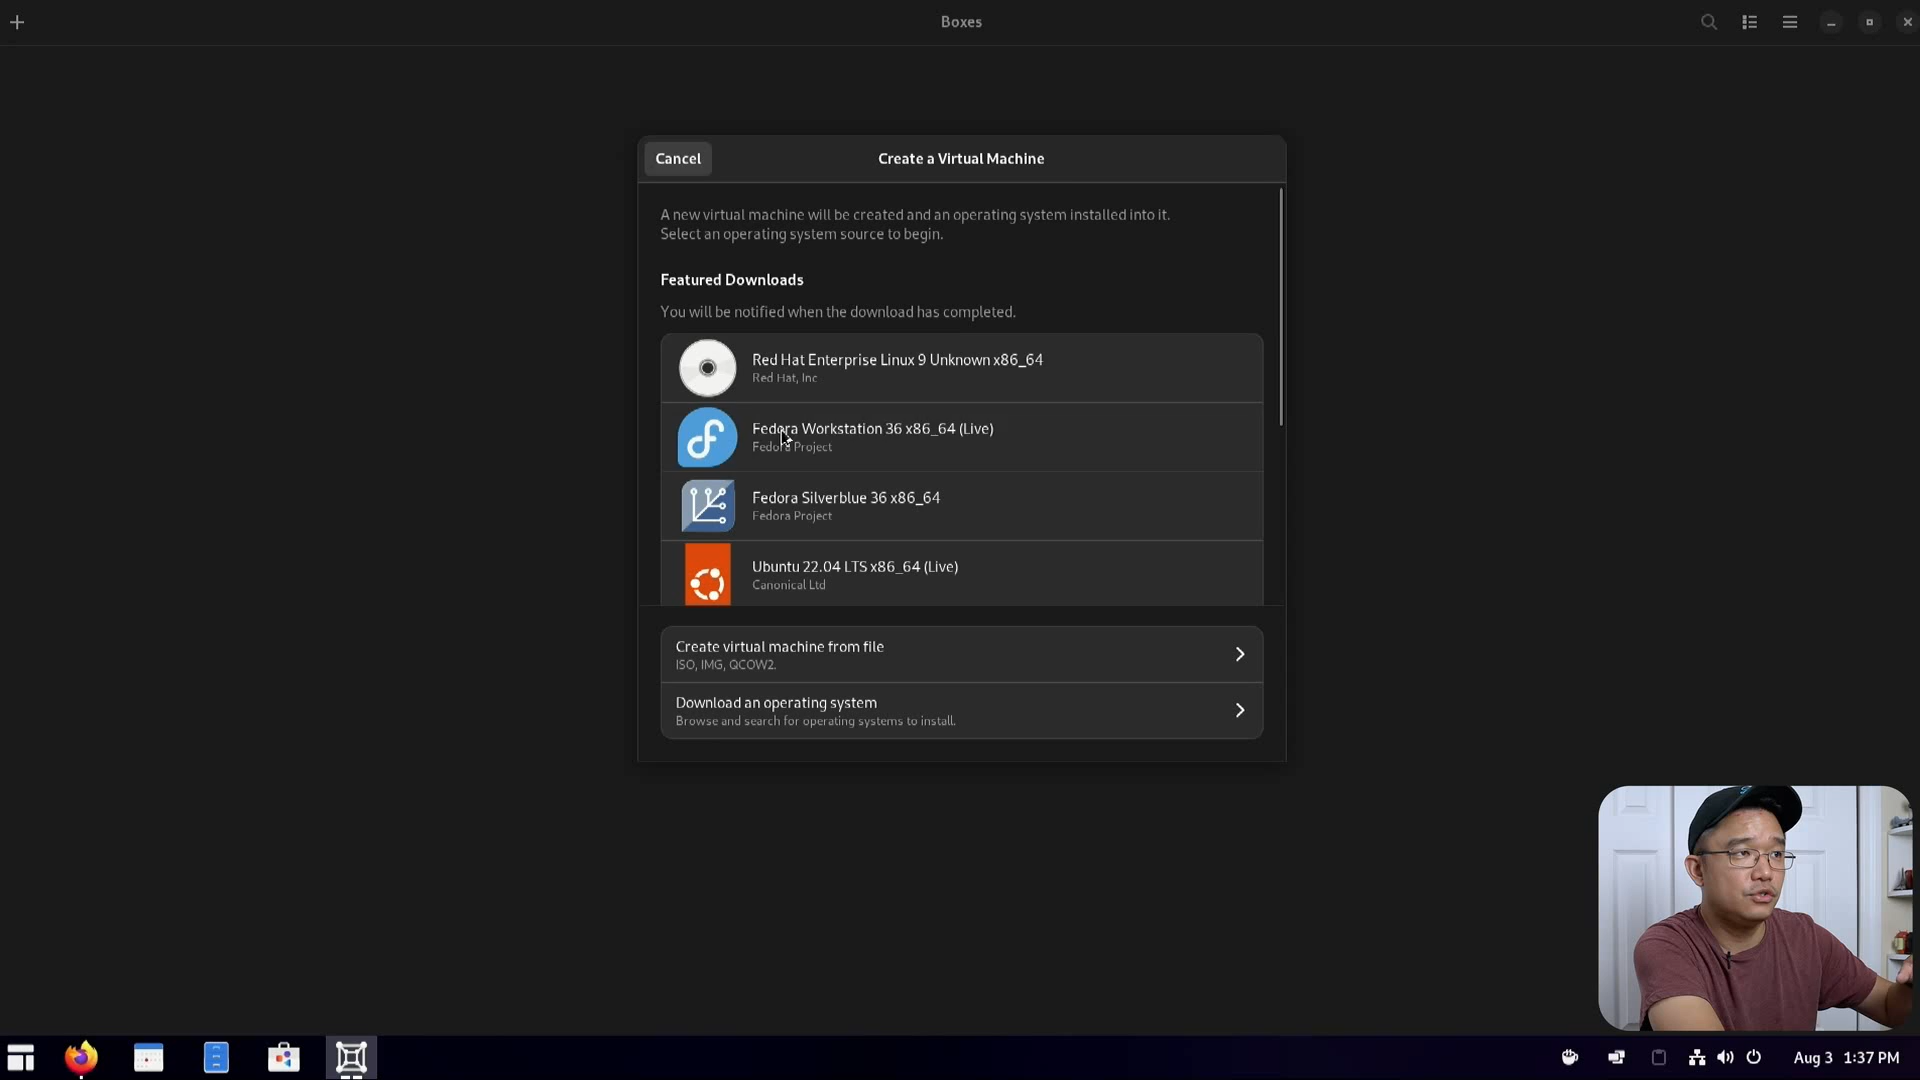 Boxes
Cancel
Create a Virtual Machine
A new virtual machine will be created and an operating system installed into it.
Select an operating system source to begin.
Featured Downloads
You will be notified when the download has completed.
Red Hat Enterprise Linux 9 Unknown x86_64
Red Hat, Inc
Fedora Workstation 36 x86_64 (Live)
Fedora Project
Fedora Silverblue 36 x86_64
Fedora Project
Ubuntu 22.04 LTS x86_64 (Live)
Canonical Ltd
Create virtual machine from file
ISO, IMG, QCOW2.
Download an operating system
Browse and search for operating systems to install.
Aug 3 1:37 PM